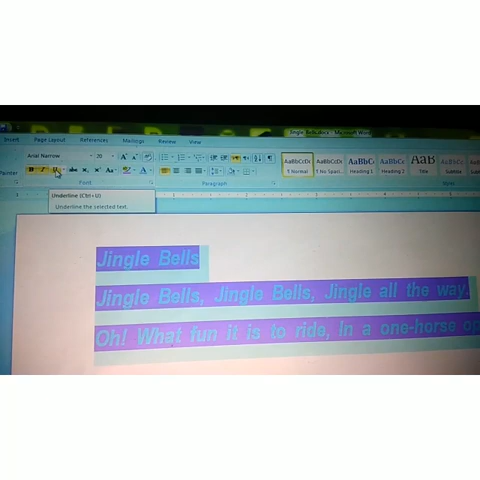 Jingle Bells.docx - Microsoft Word
Insert Page Layout References Mailings Review View
Arial Narrow 20
AaBbCcDc AaBbCcDc AaBbC AaBbCc AaB AaBbCc
Painter ¶ Normal ¶ No Spaci... Heading 1 Heading 2 Title Subtitle
Font Paragraph Styles
Underline (Ctrl+U)
Underline the selected text.
Jingle Bells
Jingle Bells, Jingle Bells, Jingle all the way.
Oh! What fun it is to ride, In a one-horse op